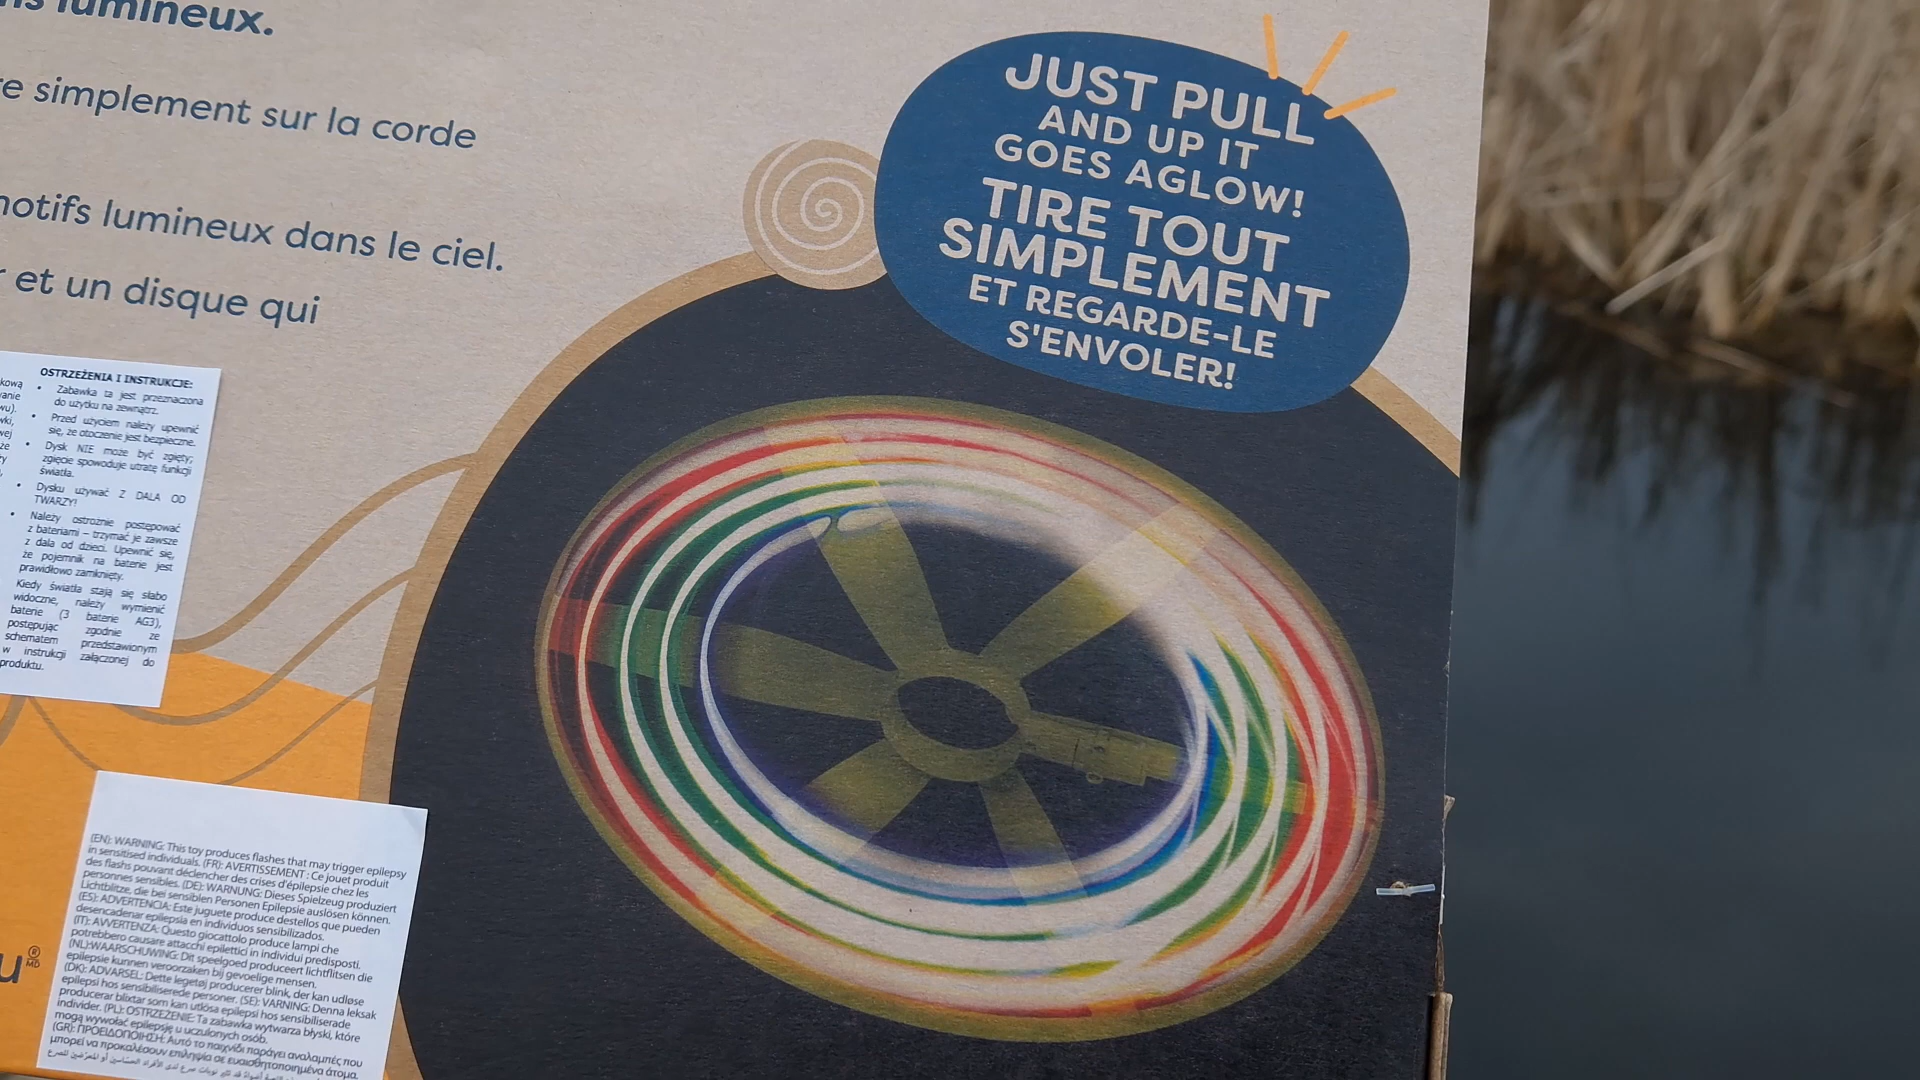 lumineux.
simplement sur la corde
motifs lumineux dans le ciel.
et un disque qui
JUST PULL
AND UP IT
GOES AGLOW!
TIRE TOUT
SIMPLEMENT
ET REGARDE-LE
S'ENVOLER!
OSTRZEŻENIA I INSTRUKCJE:
• Zabawka ta jest przeznaczona
do użytku na zewnątrz.
• Przed użyciem należy upewnić
się, że otoczenie jest bezpieczne.
• Dysk NIE może być zgięty;
zgięcie spowoduje utratę funkcji
światła.
• Dysku używać Z DALA OD
TWARZY!
• Należy ostrożnie postępować
z bateriami – trzymać je zawsze
z dala od dzieci. Upewnić się,
że pojemnik na baterie jest
prawidłowo zamknięty.
Kiedy światła stają się słabo
widoczne, należy wymienić
baterie (3 baterie AG3),
postępując zgodnie ze
schematem przedstawionym
w instrukcji załączonej do
produktu.
(EN): WARNING: This toy produces flashes that may trigger epilepsy
in sensitised individuals. (FR): AVERTISSEMENT : Ce jouet produit
des flashs pouvant déclencher des crises d'épilepsie chez les
personnes sensibles. (DE): WARNUNG: Dieses Spielzeug produziert
Lichtblitze, die bei sensiblen Personen Epilepsie auslösen können.
(ES): ADVERTENCIA: Este juguete produce destellos que pueden
desencadenar epilepsia en individuos sensibilizados.
(IT): AVVERTENZA: Questo giocattolo produce lampi che
potrebbero causare attacchi epilettici in individui predisposti.
(NL):WAARSCHUWING: Dit speelgoed produceert lichtflitsen die
epilepsie kunnen veroorzaken bij gevoelige mensen.
(DK): ADVARSEL: Dette legetøj producerer blink, der kan udløse
epilepsi hos sensibiliserede personer. (SE): VARNING: Denna leksak
producerar blixtar som kan utlösa epilepsi hos sensibiliserade
individer. (PL): OSTRZEŻENIE: Ta zabawka wytwarza błyski, które
mogą wywołać epilepsję u uczulonych osób.
(GR): ΠΡΟΕΙΔΟΠΟΙΗΣΗ: Αυτό το παιχνίδι παράγει αναλαμπές που
μπορεί να προκαλέσουν επιληψία σε ευαισθητοποιημένα άτομα.